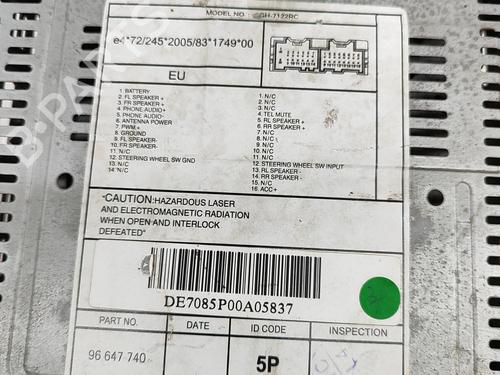 MODEL NO.
e4*72/245*2005/83*1749*00
EU
1. BATTERY
2. FL SPEAKER +
3. FR SPEAKER +
4. PHONE AUDIO+
5. PHONE AUDIO-
6. ANTENNA POWER
7. PWM +
8. GROUND
9. FL SPEAKER-
10. FR SPEAKER-
11. N/C
12. STEERING WHEEL SW GND
13. N/C
14. N/C
1. N/C
2. N/C
3. N/C
4. TEL MUTE
5. RL SPEAKER +
6. RR SPEAKER +
7. N/C
8. N/C
9. N/C
10. N/C
11. N/C
12. STEERING WHEEL SW INPUT
13. RL SPEAKER -
14. RR SPEAKER -
15. N/C
16. ACC +
"CAUTION: HAZARDOUS LASER
AND ELECTROMAGNETIC RADIATION
WHEN OPEN AND INTERLOCK
DEFEATED"
DE7085P00A05837
PART NO. DATE ID CODE INSPECTION
96 647 740 5P